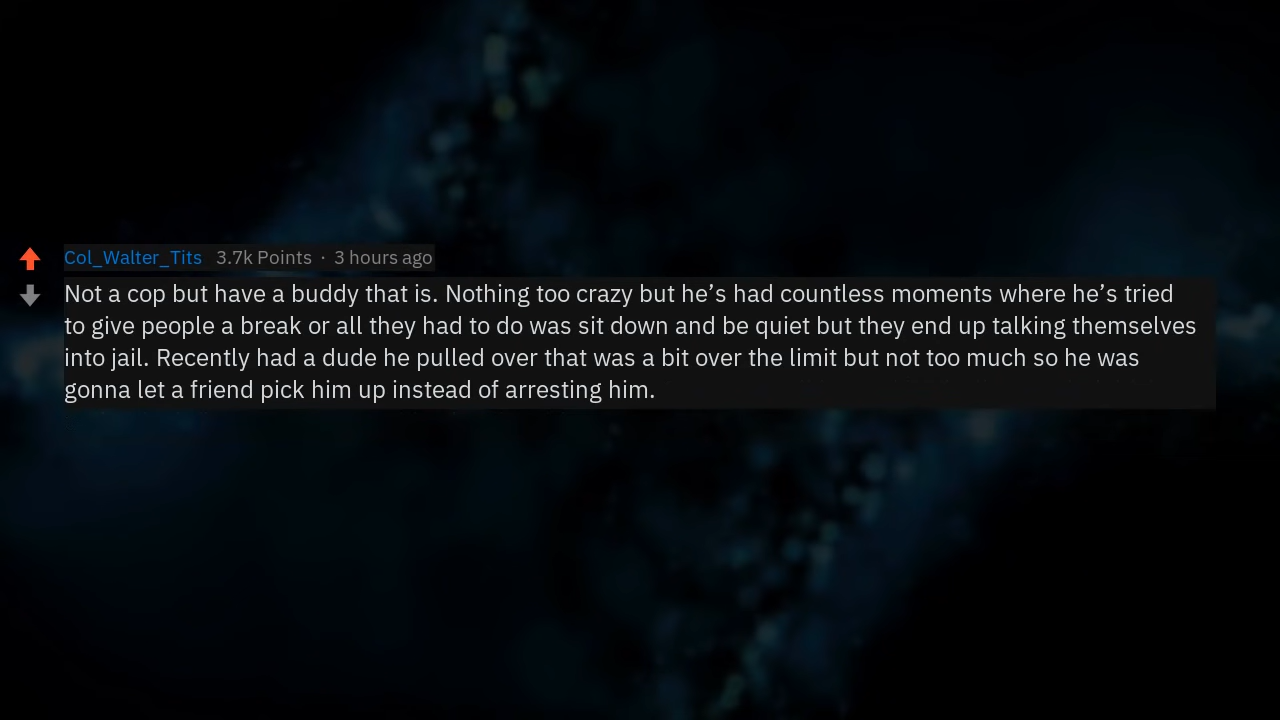 Col_Walter_Tits 3.7k Points · 3 hours ago
Not a cop but have a buddy that is. Nothing too crazy but he’s had countless moments where he’s tried
to give people a break or all they had to do was sit down and be quiet but they end up talking themselves
into jail. Recently had a dude he pulled over that was a bit over the limit but not too much so he was
gonna let a friend pick him up instead of arresting him.